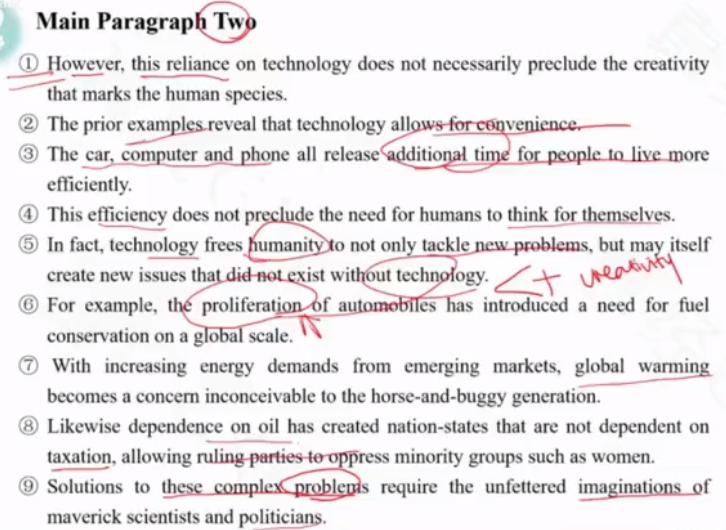 Main Paragraph Two
① However, this reliance on technology does not necessarily preclude the creativity
that marks the human species.
② The prior examples reveal that technology allows for convenience.
③ The car, computer and phone all release additional time for people to live more
efficiently.
④ This efficiency does not preclude the need for humans to think for themselves.
⑤ In fact, technology frees humanity to not only tackle new problems, but may itself
create new issues that did not exist without technology. <+ creativity
⑥ For example, the proliferation of automobiles has introduced a need for fuel
conservation on a global scale.
⑦ With increasing energy demands from emerging markets, global warming
becomes a concern inconceivable to the horse-and-buggy generation.
⑧ Likewise dependence on oil has created nation-states that are not dependent on
taxation, allowing ruling parties to oppress minority groups such as women.
⑨ Solutions to these complex problems require the unfettered imaginations of
maverick scientists and politicians.